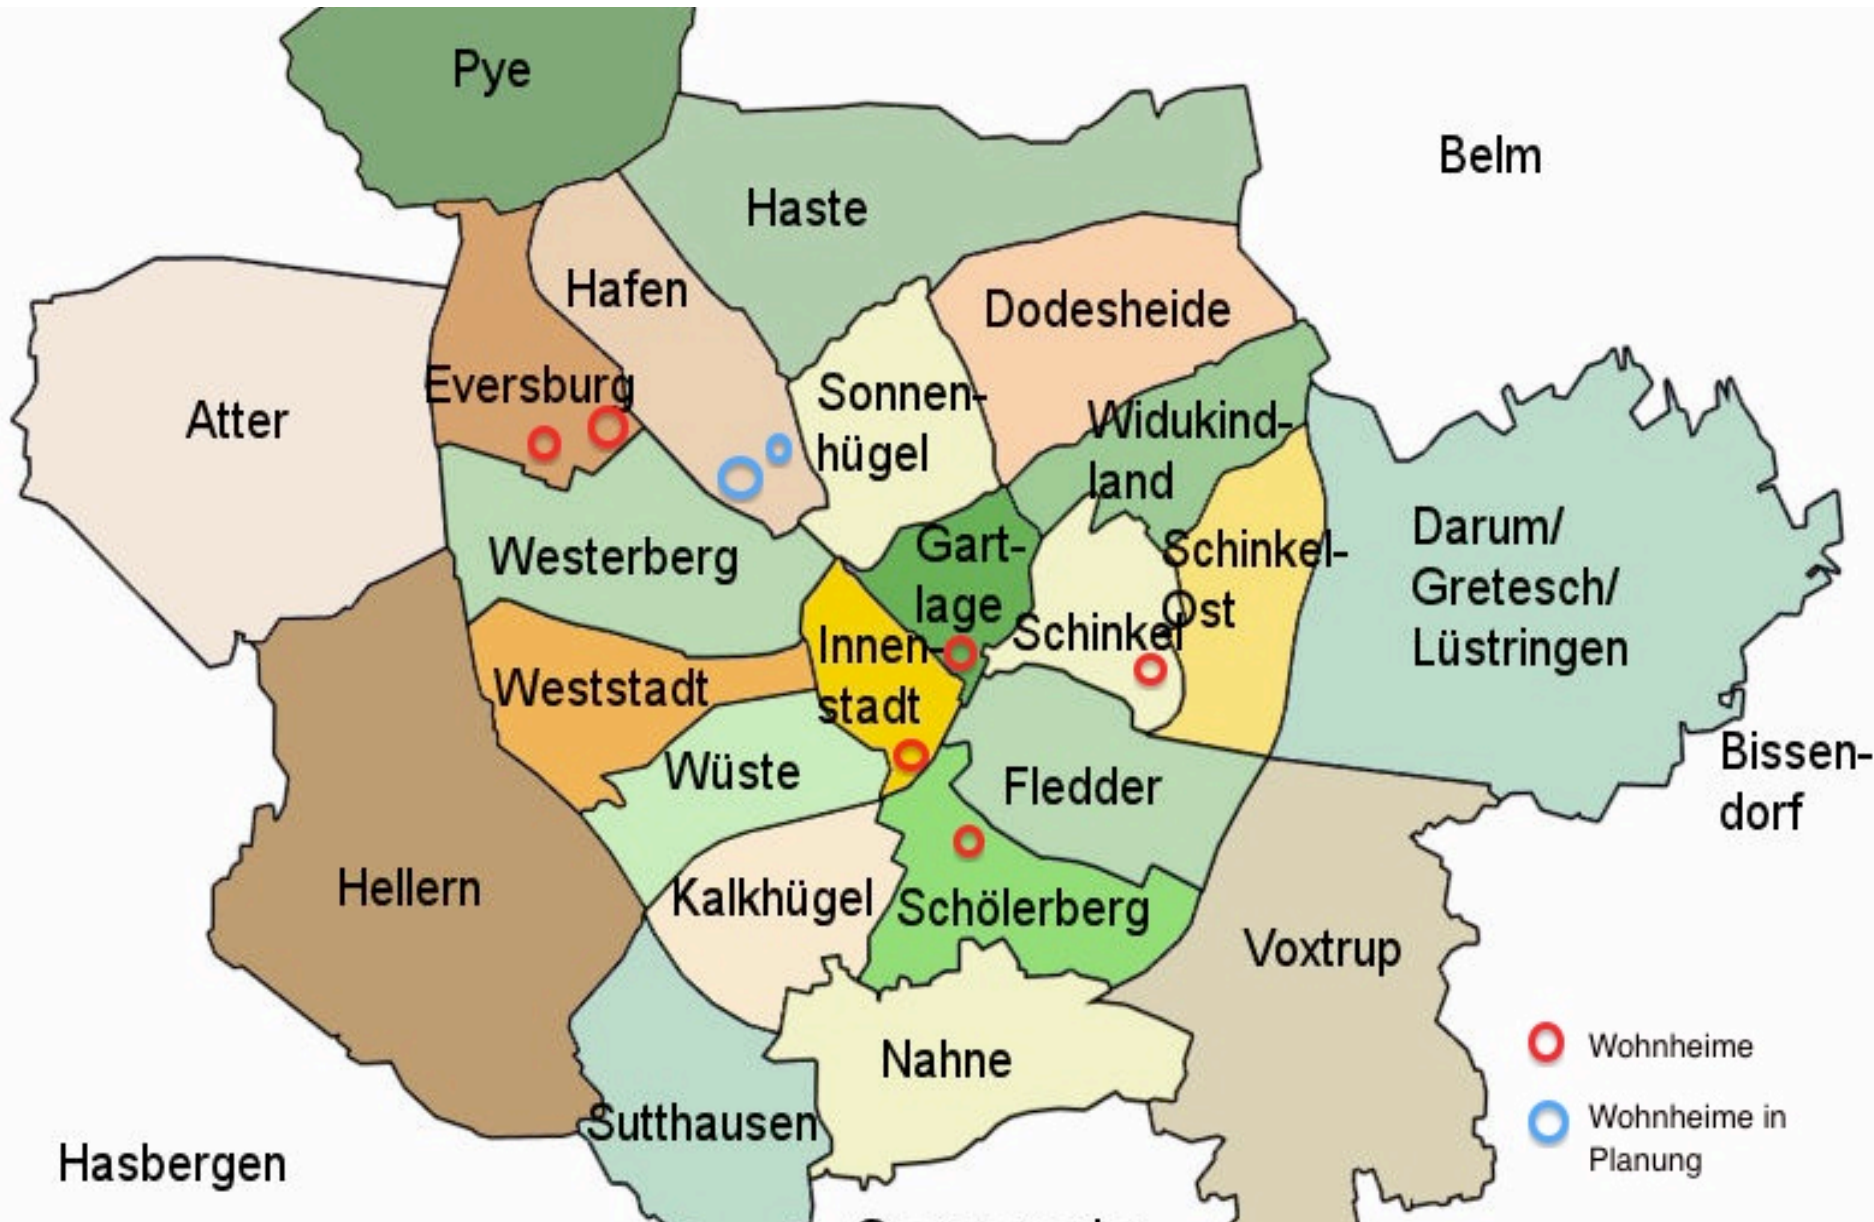 Pye
Belm
Haste
Hafen
Dodesheide
Eversburg
Atter
Sonnen-
hügel
Widukind-
land
Westerberg
Gart-
lage
Schinkel-
Ost
Darum/
Gretesch/
Lüstringen
Schinkel
Innen-
stadt
Weststadt
Wüste
Fledder
Bissen-
dorf
Hellern
Kalkhügel
Schölerberg
Voxtrup
Nahne
Sutthausen
Hasbergen
Wohnheime
Wohnheime in
Planung